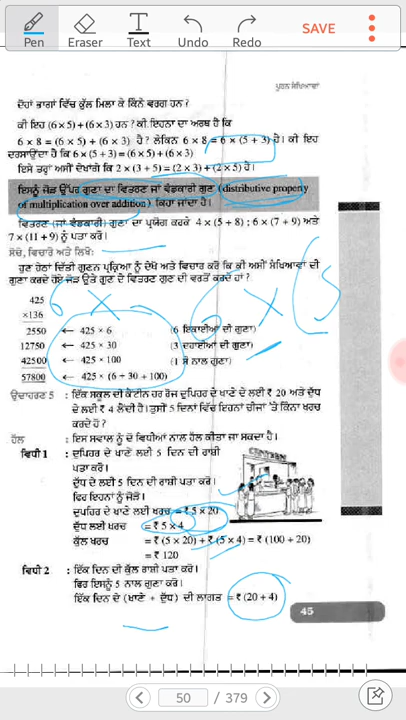 Pen
Eraser
Text
Undo
Redo
SAVE
ਪੂਰਨ ਸੰਖਿਆਵਾਂ
ਦੋਹਾਂ ਭਾਗਾਂ ਵਿੱਚ ਕੁੱਲ ਮਿਲਾ ਕੇ ਕਿੰਨੇ ਵਰਗ ਹਨ ?
ਕੀ ਇਹ (6 × 5) + (6 × 3) ਹਨ ? ਕੀ ਇਹਨਾ ਦਾ ਅਰਥ ਹੈ ਕਿ
6 × 8 = (6 × 5) + (6 × 3) ਹੈ ? ਲੇਕਿਨ 6 × 8 = 6 × (5 + 3) ਹੈ। ਕੀ ਇਹ
ਦਰਸਾਉਂਦਾ ਹੈ ਕਿ 6 × (5 + 3) = (6 × 5) + (6 × 3)
ਇਸੇ ਤਰ੍ਹਾਂ ਅਸੀਂ ਦੇਖਾਂਗੇ ਕਿ 2 × (3 + 5) = (2 × 3) + (2 × 5) ਹੈ।
ਇਸਨੂੰ ਜੋੜ ਉੱਪਰ ਗੁਣਾ ਦਾ ਵਿਤਰਣ ਜਾਂ ਵੰਡਕਾਰੀ ਗੁਣ (distributive property
of multiplication over addition) ਕਿਹਾ ਜਾਂਦਾ ਹੈ।
ਵਿਤਰਣ (ਜਾਂ ਵੰਡਕਾਰੀ) ਗੁਣਾ ਦਾ ਪ੍ਰਯੋਗ ਕਰਕੇ 4 × (5 + 8) ; 6 × (7 + 9) ਅਤੇ
7 × (11 + 9) ਨੂੰ ਪਤਾ ਕਰੋ।
ਸੋਚੋ, ਵਿਚਾਰੋ ਅਤੇ ਲਿਖੋ:
ਹੁਣ ਹੇਠਾਂ ਦਿੱਤੀ ਗੁਣਨ ਪ੍ਰਕ੍ਰਿਆ ਨੂੰ ਦੇਖੋ ਅਤੇ ਵਿਚਾਰ ਕਰੋ ਕਿ ਕੀ ਅਸੀਂ ਸੰਖਿਆਵਾਂ ਦੀ
ਗੁਣਾ ਕਰਦੇ ਹੋਏ ਜੋੜ ਉਤੇ ਗੁਣ ਦੇ ਵਿਤਰਣ ਗੁਣ ਦੀ ਵਰਤੋਂ ਕਰਦੇ ਹਾਂ ?
6 × 6 × (5
425
×136
2550 ← 425 × 6 (6 ਇਕਾਈਆਂ ਦੀ ਗੁਣਾ)
12750 ← 425 × 30 (3 ਦਹਾਈਆਂ ਦੀ ਗੁਣਾ)
42500 ← 425 × 100 (1 ਸੌ ਨਾਲ ਗੁਣਾ)
57800 ← 425 × (6 + 30 + 100)
ਉਦਾਹਰਣ 5 : ਇੱਕ ਸਕੂਲ ਦੀ ਕੈਂਟੀਨ ਹਰ ਰੋਜ਼ ਦੁਪਿਹਰ ਦੇ ਖਾਣੇ ਦੇ ਲਈ ₹ 20 ਅਤੇ ਦੁੱਧ
ਦੇ ਲਈ ₹ 4 ਲੈਂਦੀ ਹੈ। ਤੁਸੀਂ 5 ਦਿਨਾਂ ਵਿੱਚ ਇਹਨਾਂ ਚੀਜਾਂ 'ਤੇ ਕਿੰਨਾ ਖਰਚ
ਕਰਦੇ ਹੋ ?
ਹੱਲ : ਇਸ ਸਵਾਲ ਨੂੰ ਦੋ ਵਿਧੀਆਂ ਨਾਲ ਹੱਲ ਕੀਤਾ ਜਾ ਸਕਦਾ ਹੈ।
ਵਿਧੀ 1 : ਦੁਪਿਹਰ ਦੇ ਖਾਣੇ ਲਈ 5 ਦਿਨ ਦੀ ਰਾਸ਼ੀ
ਪਤਾ ਕਰੋ।
ਦੁੱਧ ਦੇ ਲਈ 5 ਦਿਨ ਦੀ ਰਾਸ਼ੀ ਪਤਾ ਕਰੋ।
ਫਿਰ ਇਹਨਾਂ ਨੂੰ ਜੋੜੋ।
ਦੁਪਹਿਰ ਦੇ ਖਾਣੇ ਲਈ ਖਰਚ = ₹ 5 × 20
ਦੁੱਧ ਲਈ ਖਰਚ = ₹ 5 × 4
ਕੁੱਲ ਖਰਚ = ₹ (5 × 20) + ₹ (5 × 4) = ₹ (100 + 20)
= ₹ 120
ਵਿਧੀ 2 : ਇੱਕ ਦਿਨ ਦੀ ਕੁੱਲ ਰਾਸ਼ੀ ਪਤਾ ਕਰੋ।
ਫਿਰ ਇਸਨੂੰ 5 ਨਾਲ ਗੁਣਾ ਕਰੋ।
ਇੱਕ ਦਿਨ ਦੇ (ਖਾਣੇ + ਦੁੱਧ) ਦੀ ਲਾਗਤ = ₹ (20 + 4)
45
50 / 379